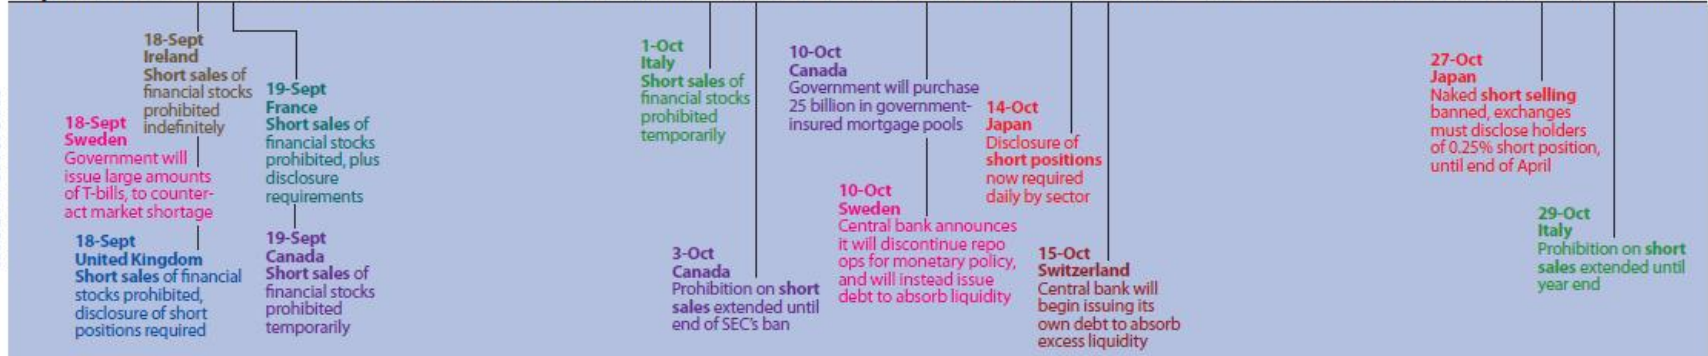 18-Sept
Ireland
Short sales of
financial stocks
prohibited
indefinitely
18-Sept
Sweden
Government will
issue large amounts
of T-bills, to counter-
act market shortage
18-Sept
United Kingdom
Short sales of financial
stocks prohibited,
disclosure of short
positions required
19-Sept
France
Short sales of
financial stocks
prohibited, plus
disclosure
requirements
19-Sept
Canada
Short sales of
financial stocks
prohibited
temporarily
1-Oct
Italy
Short sales of
financial stocks
prohibited
temporarily
3-Oct
Canada
Prohibition on short
sales extended until
end of SEC's ban
10-Oct
Canada
Government will purchase
25 billion in government-
insured mortgage pools
10-Oct
Sweden
Central bank announces
it will discontinue repo
ops for monetary policy,
and will instead issue
debt to absorb liquidity
14-Oct
Japan
Disclosure of
short positions
now required
daily by sector
15-Oct
Switzerland
Central bank will
begin issuing its
own debt to absorb
excess liquidity
27-Oct
Japan
Naked short selling
banned, exchanges
must disclose holders
of 0.25% short position,
until end of April
29-Oct
Italy
Prohibition on short
sales extended until
year end